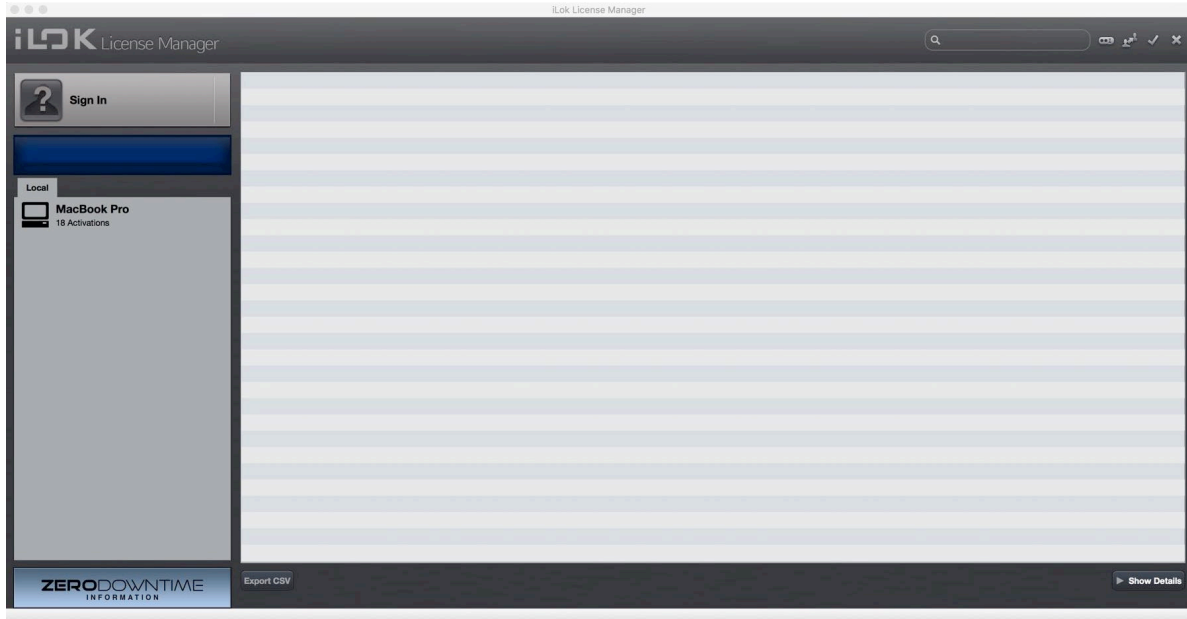 iLok License Manager
iLOK License Manager
Sign In
Local
MacBook Pro
18 Activations
ZERODOWNTIME
INFORMATION
Export CSV
Show Details